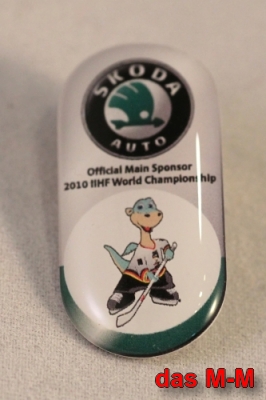 SKODA
AUTO
Official Main Sponsor
2010 IIHF World Championship
das M-M